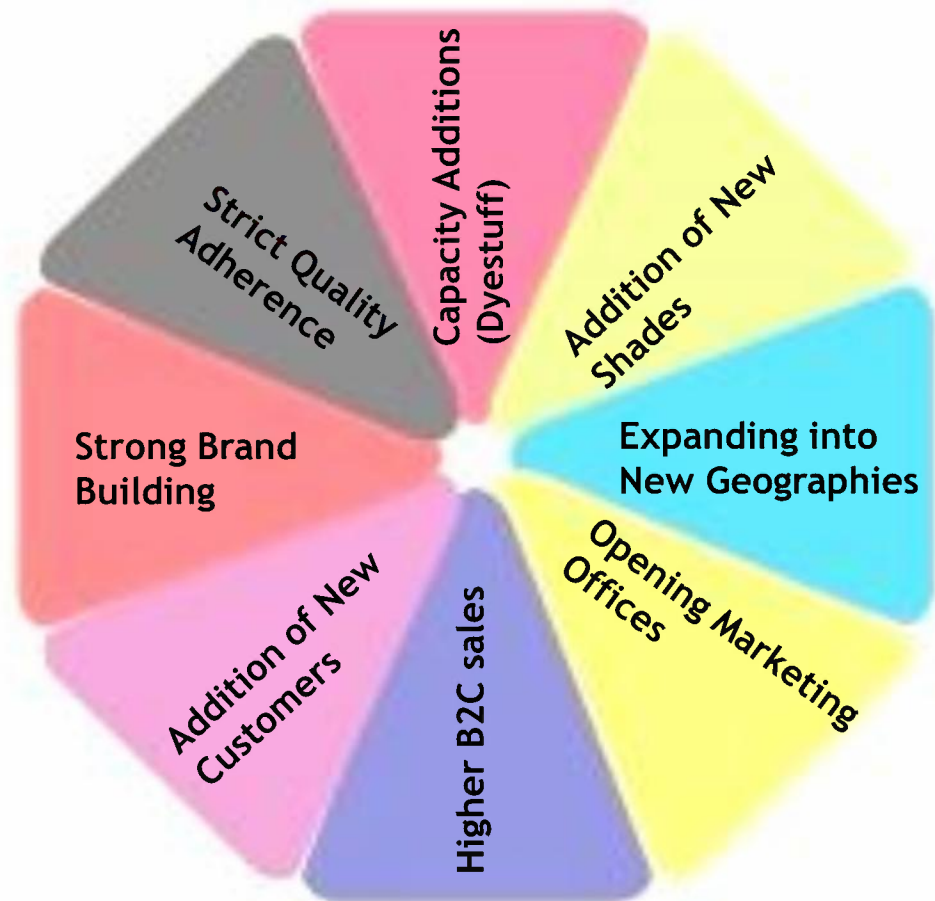 Capacity Additions
(Dyestuff)
Addition of New
Shades
Expanding into
New Geographies
Opening Marketing
Offices
Higher B2C sales
Addition of New
Customers
Strong Brand
Building
Strict Quality
Adherence